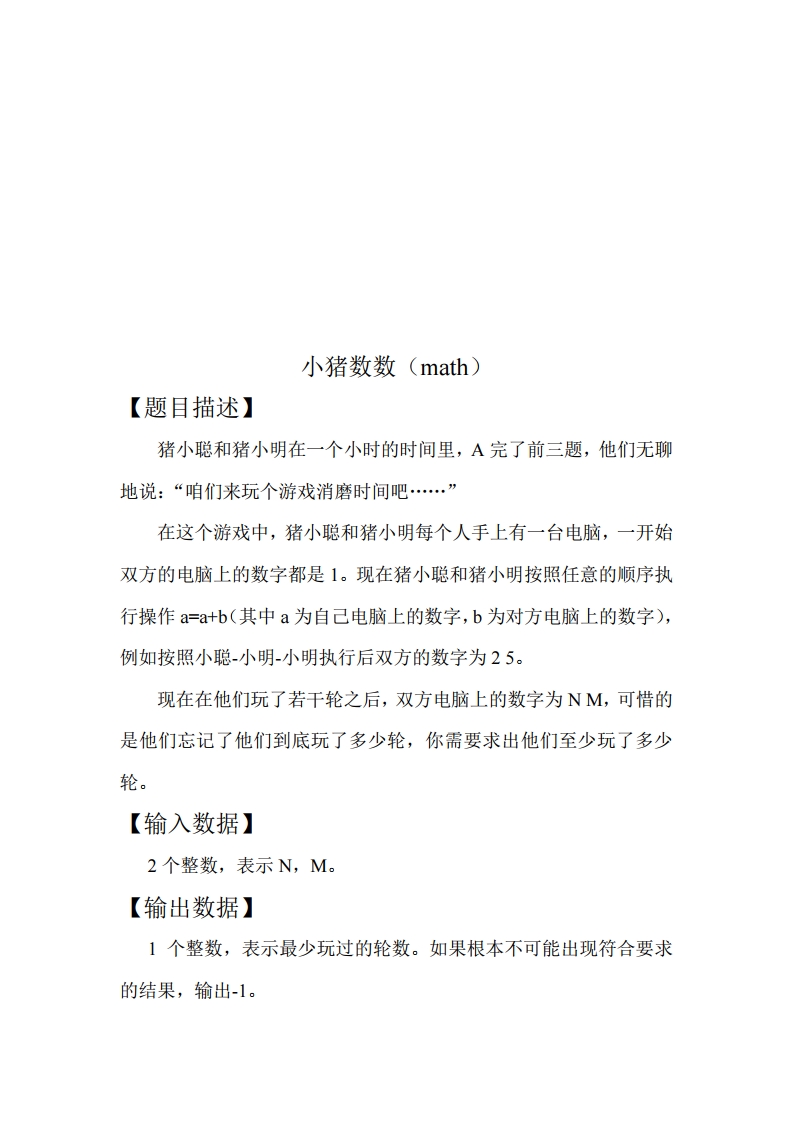 小猪数数（math）
【题目描述】
猪小聪和猪小明在一个小时的时间里，A 完了前三题，他们无聊
地说：“咱们来玩个游戏消磨时间吧……”
在这个游戏中，猪小聪和猪小明每个人手上有一台电脑，一开始
双方的电脑上的数字都是 1。现在猪小聪和猪小明按照任意的顺序执
行操作 a=a+b（其中 a 为自己电脑上的数字，b 为对方电脑上的数字），
例如按照小聪-小明-小明执行后双方的数字为 2 5。
现在在他们玩了若干轮之后，双方电脑上的数字为 N M，可惜的
是他们忘记了他们到底玩了多少轮，你需要求出他们至少玩了多少
轮。
【输入数据】
2 个整数，表示 N，M。
【输出数据】
1 个整数，表示最少玩过的轮数。如果根本不可能出现符合要求
的结果，输出-1。